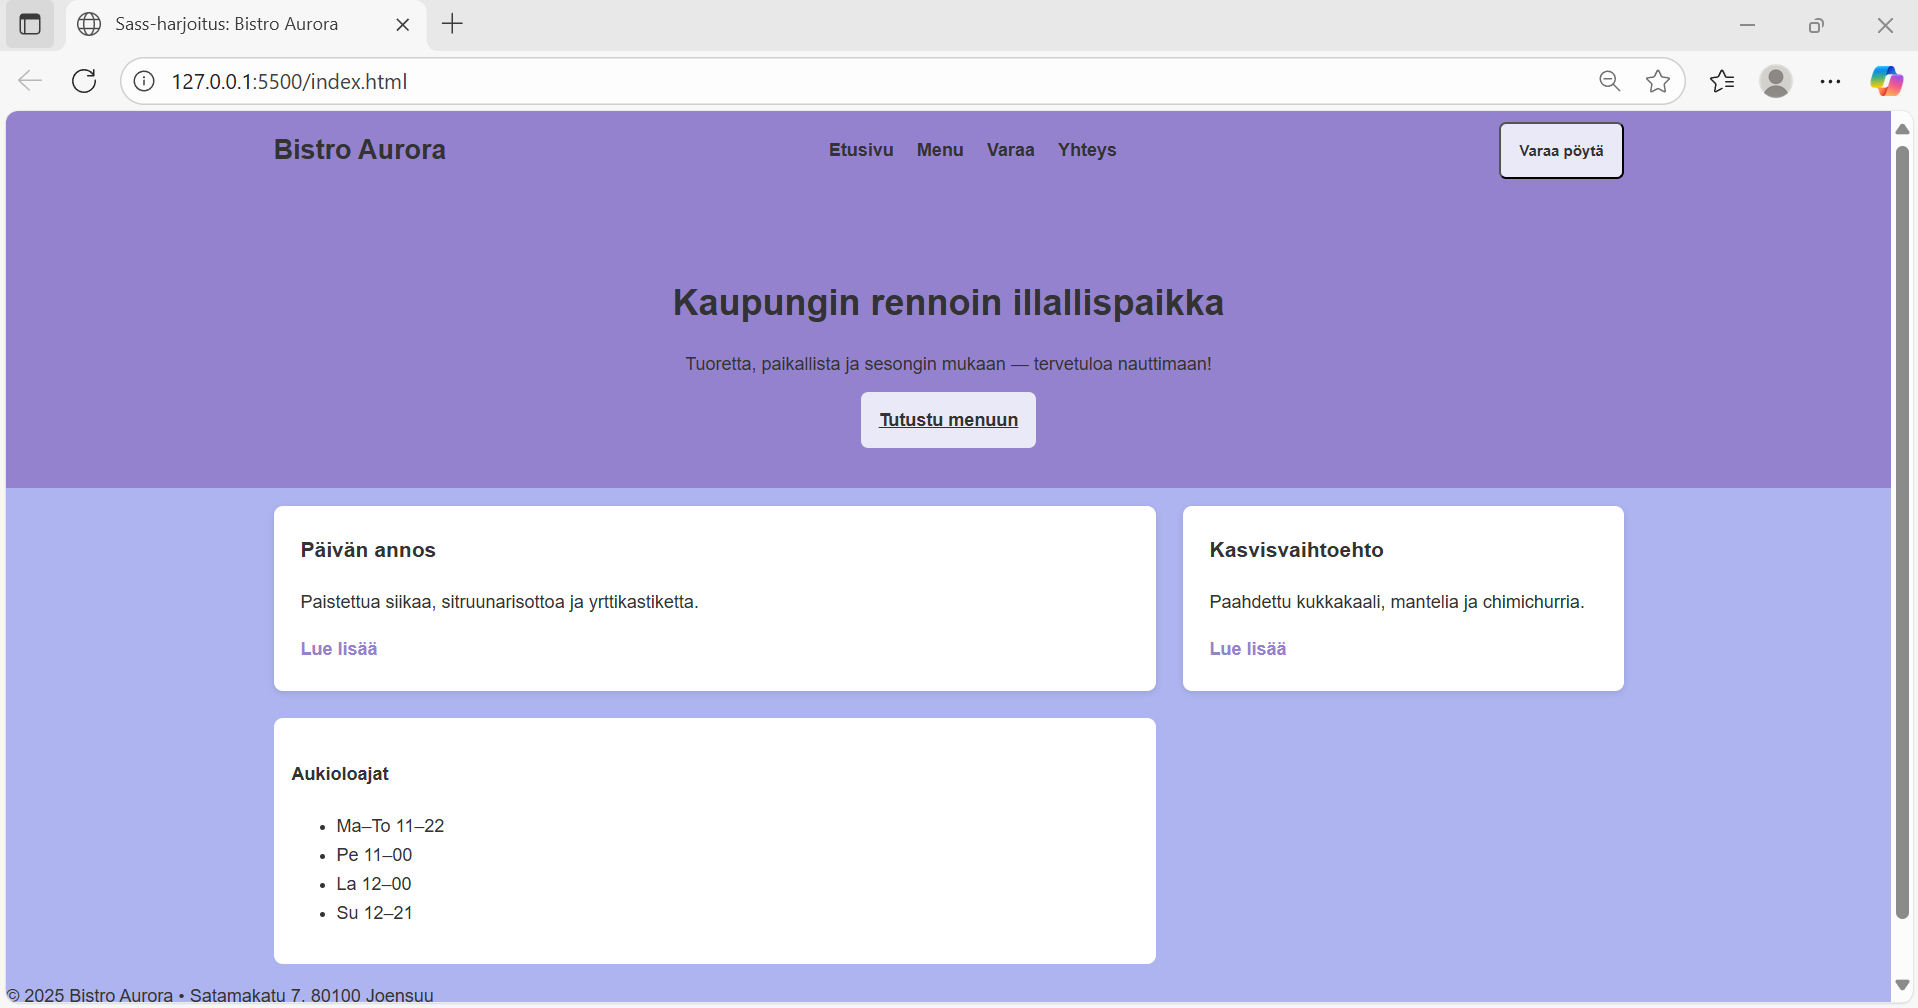 Sass-harjoitus: Bistro Aurora
127.0.0.1:5500/index.html
Bistro Aurora
Etusivu Menu Varaa Yhteys
Varaa pöytä
Kaupungin rennoin illallispaikka
Tuoretta, paikallista ja sesongin mukaan — tervetuloa nauttimaan!
Tutustu menuun
Päivän annos
Paistettua siikaa, sitruunarisottoa ja yrttikastiketta.
Lue lisää
Kasvisvaihtoehto
Paahdettu kukkakaali, mantelia ja chimichurria.
Lue lisää
Aukioloajat
• Ma–To 11–22
• Pe 11–00
• La 12–00
• Su 12–21
© 2025 Bistro Aurora • Satamakatu 7, 80100 Joensuu